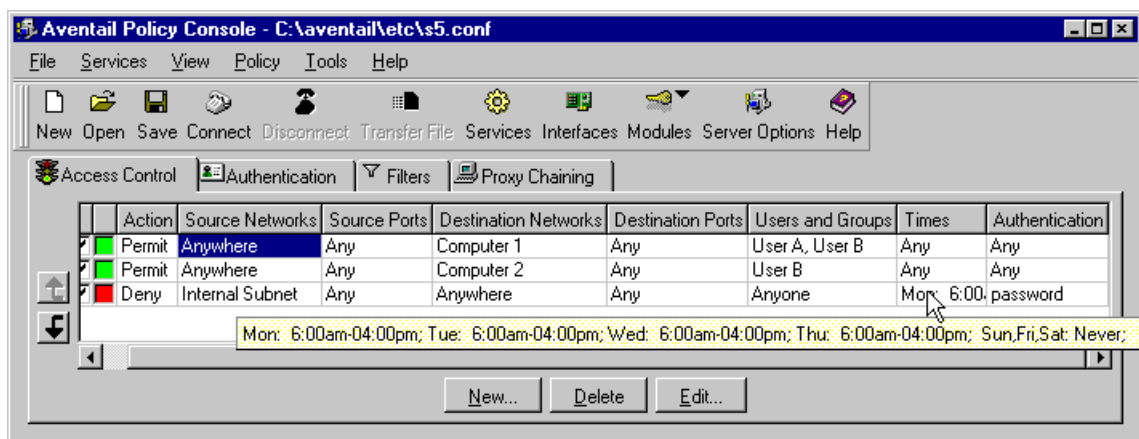 Aventail Policy Console - C:\aventail\etc\s5.conf
File Services View Policy Tools Help
New Open Save Connect Disconnect Transfer File Services Interfaces Modules Server Options Help
Access Control Authentication Filters Proxy Chaining
Action Source Networks Source Ports Destination Networks Destination Ports Users and Groups Times Authentication
Permit Anywhere Any Computer 1 Any User A, User B Any Any
Permit Anywhere Any Computer 2 Any User B Any Any
Deny Internal Subnet Any Anywhere Any Anyone Mon: 6:00. password
Mon: 6:00am-04:00pm; Tue: 6:00am-04:00pm; Wed: 6:00am-04:00pm; Thu: 6:00am-04:00pm; Sun,Fri,Sat: Never;
New... Delete Edit...